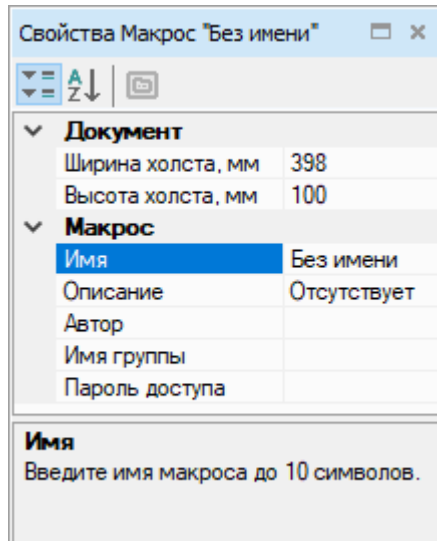 Свойства Макрос "Без имени"
Документ
Ширина холста, мм 398
Высота холста, мм 100
Макрос
Имя Без имени
Описание Отсутствует
Автор
Имя группы
Пароль доступа
Имя
Введите имя макроса до 10 символов.